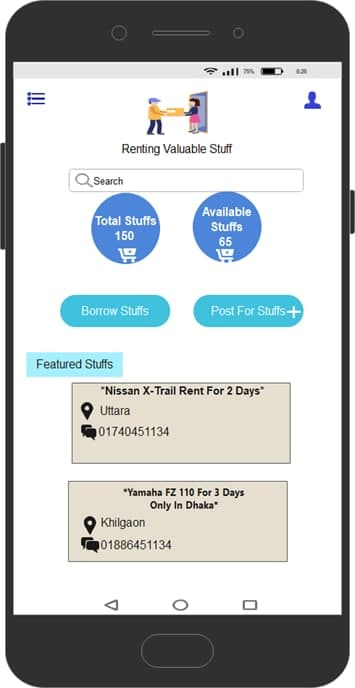 75% 8:26
Renting Valuable Stuff
Search
Total Stuffs
150
Available
Stuffs
65
Borrow Stuffs
Post For Stuffs
Featured Stuffs
*Nissan X-Trail Rent For 2 Days*
Uttara
01740451134
*Yamaha FZ 110 For 3 Days
Only In Dhaka*
Khilgaon
01886451134